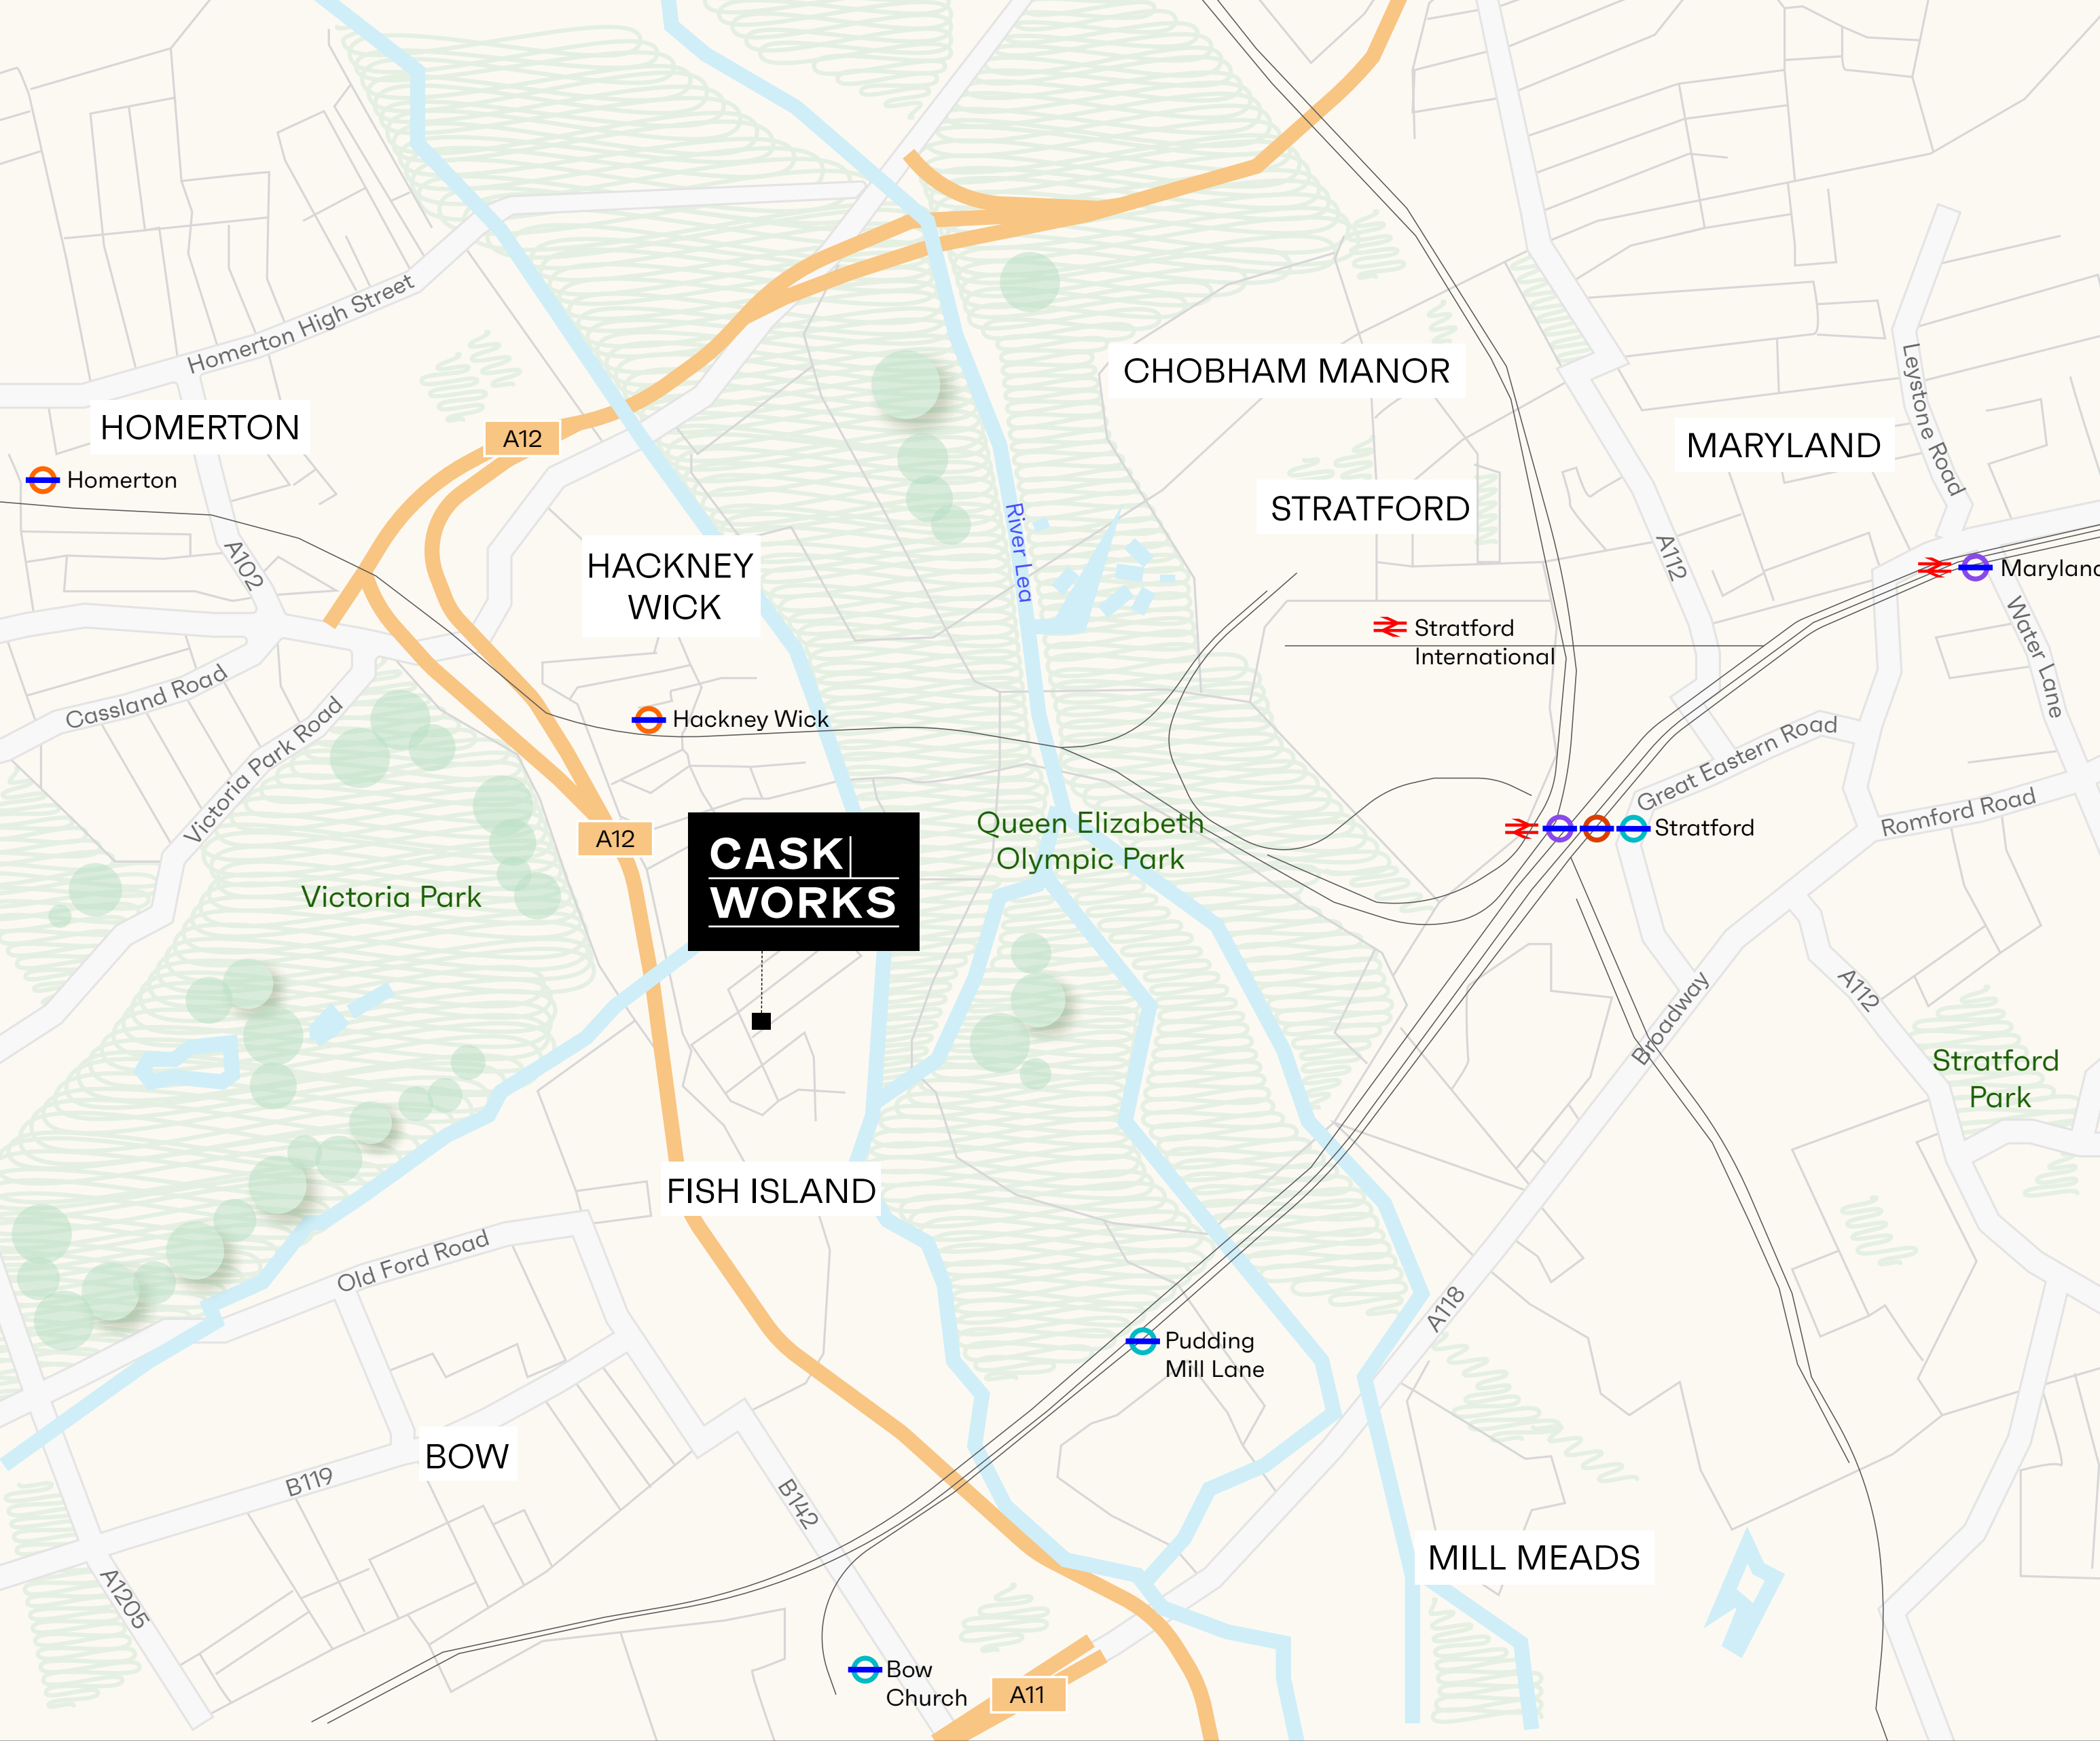 Homerton High Street
CHOBHAM MANOR
Leystone Road
HOMERTON
A12
MARYLAND
Homerton
STRATFORD
River Lea
A102
HACKNEY
WICK
A112
Maryland
Stratford
International
Water Lane
Cassland Road
Victoria Park Road
Hackney Wick
Great Eastern Road
Romford Road
A12
CASK
WORKS
Queen Elizabeth
Olympic Park
Stratford
Victoria Park
Broadway
A112
Stratford
Park
FISH ISLAND
Old Ford Road
A118
Pudding
Mill Lane
BOW
B119
B142
MILL MEADS
A1205
Bow
Church
A11